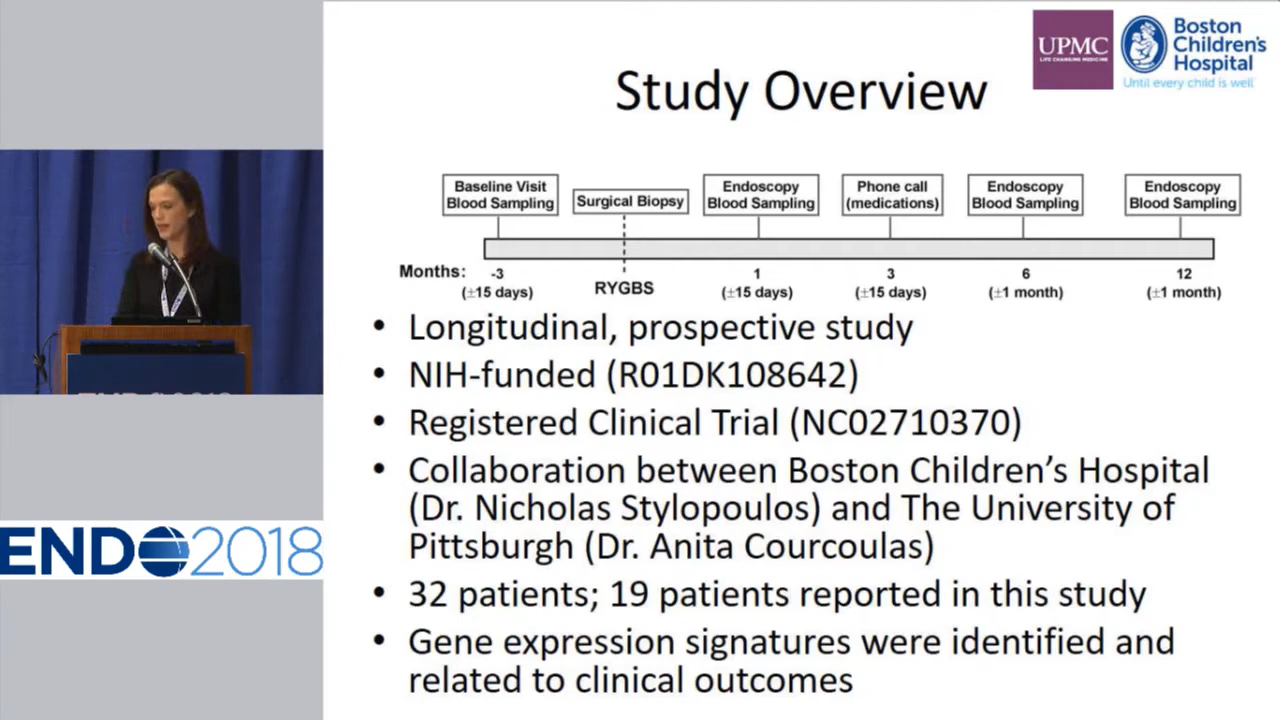 UPMC
LIFE CHANGING MEDICINE
Boston
Children's
Hospital
Until every child is well
Study Overview
Baseline Visit
Blood Sampling
Surgical Biopsy
Endoscopy
Blood Sampling
Phone call
(medications)
Endoscopy
Blood Sampling
Endoscopy
Blood Sampling
Months: -3 1 3 6 12
(±15 days) RYGBS (±15 days) (±15 days) (±1 month) (±1 month)
• Longitudinal, prospective study
• NIH-funded (R01DK108642)
• Registered Clinical Trial (NC02710370)
• Collaboration between Boston Children’s Hospital
(Dr. Nicholas Stylopoulos) and The University of
Pittsburgh (Dr. Anita Courcoulas)
• 32 patients; 19 patients reported in this study
• Gene expression signatures were identified and
related to clinical outcomes
ENDO2018